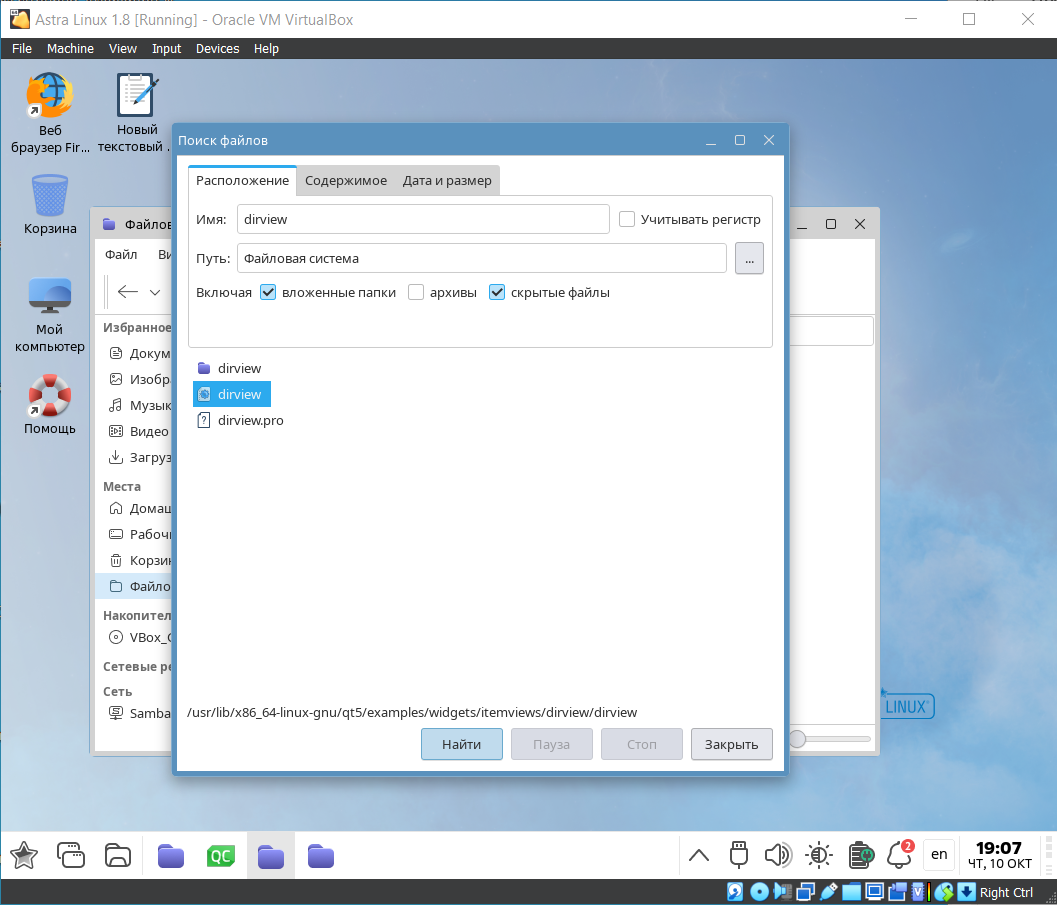 Astra Linux 1.8 [Running] - Oracle VM VirtualBox
File Machine View Input Devices Help
Веб
браузер Fir...
Новый
текстовый .
Корзина
Мой
компьютер
Помощь
Файлов
Файл Ви
Избранное
Докум
Изобра
Музык
Видео
Загруз
Места
Домаш
Рабоч
Корзин
Файло
Накопител
VBox_G
Сетевые ре
Сеть
Samba
Поиск файлов
Расположение Содержимое Дата и размер
Имя: dirview Учитывать регистр
Путь: Файловая система ...
Включая вложенные папки архивы скрытые файлы
dirview
dirview
dirview.pro
/usr/lib/x86_64-linux-gnu/qt5/examples/widgets/itemviews/dirview/dirview
Найти Пауза Стоп Закрыть
LINUX®
QC
2
en
19:07
ЧТ, 10 ОКТ
Right Ctrl